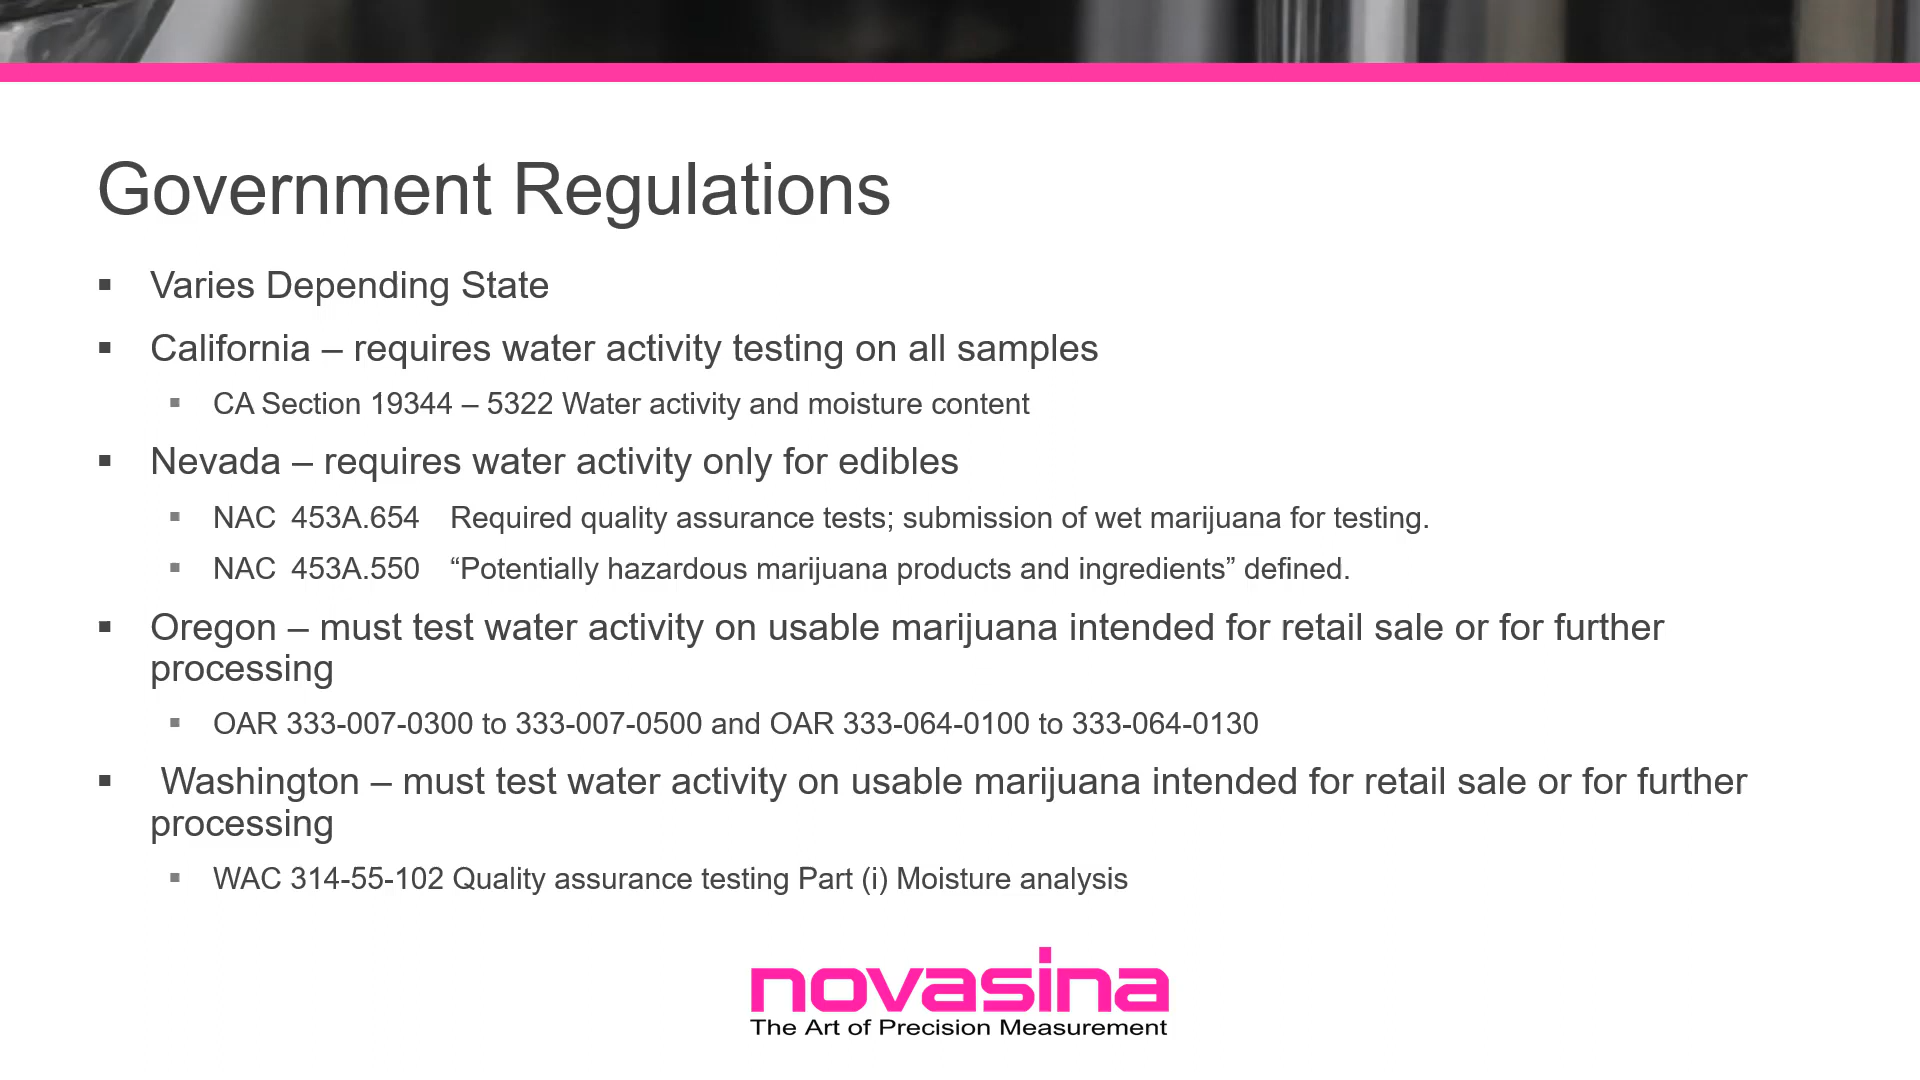 Government Regulations
Varies Depending State
California – requires water activity testing on all samples
CA Section 19344 – 5322 Water activity and moisture content
Nevada – requires water activity only for edibles
NAC 453A.654 Required quality assurance tests; submission of wet marijuana for testing.
NAC 453A.550 “Potentially hazardous marijuana products and ingredients” defined.
Oregon – must test water activity on usable marijuana intended for retail sale or for further
processing
OAR 333-007-0300 to 333-007-0500 and OAR 333-064-0100 to 333-064-0130
Washington – must test water activity on usable marijuana intended for retail sale or for further
processing
WAC 314-55-102 Quality assurance testing Part (i) Moisture analysis
novasina
The Art of Precision Measurement